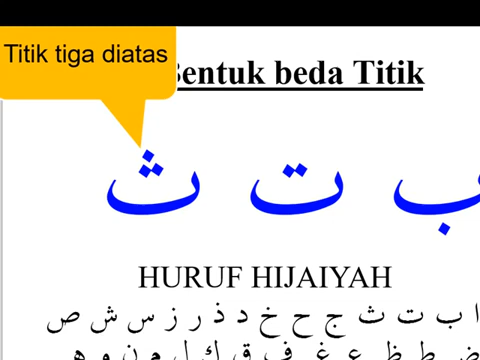 Titik tiga diatas
Bentuk beda Titik
ب ت ث
HURUF HIJAIYAH
ا ب ت ث ج ح خ د ذ ر ز س ش ص
ض ط ظ ع غ ف ق ك ل م ن و ه